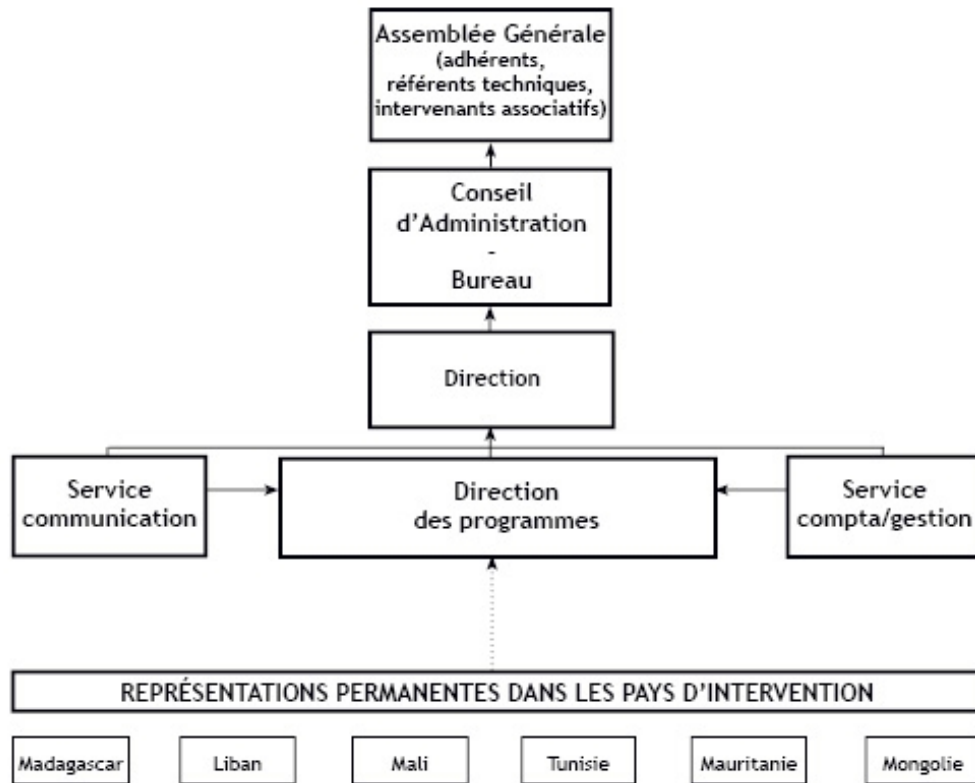 Assemblée Générale
(adhérents,
référents techniques,
intervenants associatifs)
Conseil
d'Administration
-
Bureau
Direction
Service
communication
Direction
des programmes
Service
compta/gestion
REPRÉSENTATIONS PERMANENTES DANS LES PAYS D'INTERVENTION
Madagascar
Liban
Mali
Tunisie
Mauritanie
Mongolie